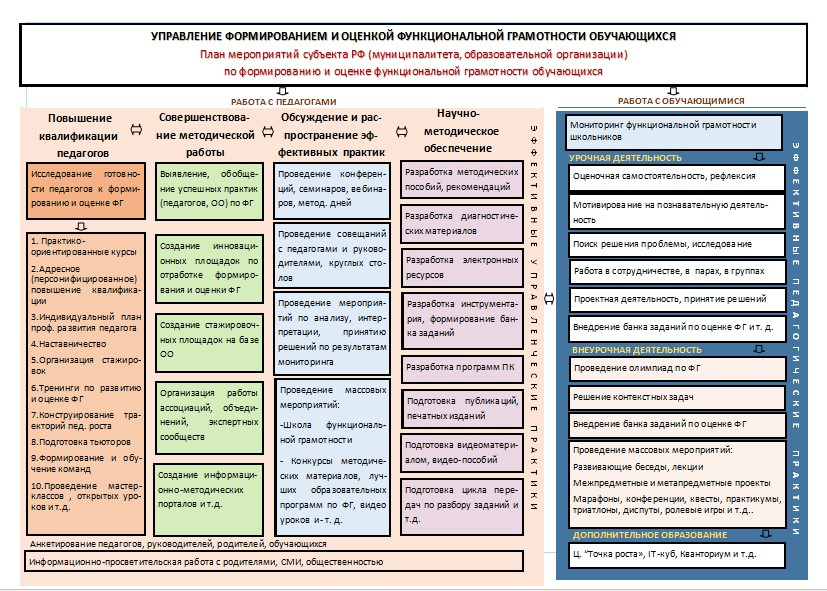 УПРАВЛЕНИЕ ФОРМИРОВАНИЕМ И ОЦЕНКОЙ ФУНКЦИОНАЛЬНОЙ ГРАМОТНОСТИ ОБУЧАЮЩИХСЯ
План мероприятий субъекта РФ (муниципалитета, образовательной организации)
по формированию и оценке функциональной грамотности обучающихся
РАБОТА С ПЕДАГОГАМИ
Повышение
квалификации
педагогов
Исследование готовно-
сти педагогов к форми-
рованию и оценке ФГ
1. Практико-
ориентированные курсы
2.Адресное
(персонифицированное)
повышение квалифика-
ции
3.Индивидуальный план
проф. развития педагога
4.Наставничество
5.Организация стажиро-
вок
6.Тренинги по развитию
и оценке ФГ
7.Конструирование тра-
екторий пед. роста
8.Подготовка тьюторов
9.Формирование и обу-
чение команд
10.Проведение мастер-
классов , открытых уро-
ков и т.д.
Совершенствова-
ние методической
работы
Выявление, обобще-
ние успешных практик
(педагогов, ОО) по ФГ
Создание инноваци-
онных площадок по
отработке формиро-
вания и оценки ФГ
Создание стажировоч-
ных площадок на базе
ОО
Организация работы
ассоциаций, объеди-
нений, экспертных
сообществ
Создание информаци-
онно-методических
порталов и т.д.
Обсуждение и рас-
пространение эф-
фективных практик
Проведение конферен-
ций, семинаров, вебина-
ров, метод. дней
Проведение совещаний
с педагогами и руково-
дителями, круглых сто-
лов
Проведение мероприя-
тий по анализу, интер-
претации, принятию
решений по результатам
мониторинга
Проведение массовых
мероприятий:
-Школа функциональ-
ной грамотности
- Конкурсы методиче-
ских материалов, луч-
ших образовательных
программ по ФГ, видео
уроков и- т. д.
Научно-
методическое
обеспечение
Разработка методических
пособий, рекомендаций
Разработка диагностиче-
ских материалов
Разработка электронных
ресурсов
Разработка инструмента-
рия, формирование бан-
ка заданий
Разработка программ ПК
Подготовка публикаций,
печатных изданий
Подготовка видеоматери-
алом, видео-пособий
Подготовка цикла пере-
дач по разбору заданий и
т.д.
ЭФФЕКТИВНЫЕ УПРАВЛЕНЧЕСКИЕ ПРАКТИКИ
Анкетирование педагогов, руководителей, родителей, обучающихся
Информационно-просветительская работа с родителями, СМИ, общественностью
РАБОТА С ОБУЧАЮЩИМИСЯ
Мониторинг функциональной грамотности
школьников
УРОЧНАЯ ДЕЯТЕЛЬНОСТЬ
Оценочная самостоятельность, рефлексия
Мотивирование на познавательную деятель-
ность
Поиск решения проблемы, исследование
Работа в сотрудничестве, в парах, в группах
Проектная деятельность, принятие решений
Внедрение банка заданий по оценке ФГ и т. д.
ВНЕУРОЧНАЯ ДЕЯТЕЛЬНОСТЬ
Проведение олимпиад по ФГ
Решение контекстных задач
Внедрение банка заданий по оценке ФГ
Проведение массовых мероприятий:
Развивающие беседы, лекции
Межпредметные и метапредметные проекты
Марафоны, конференции, квесты, практикумы,
триатлоны, диспуты, ролевые игры и т.д..
ДОПОЛНИТЕЛЬНОЕ ОБРАЗОВАНИЕ
Ц. "Точка роста», IT-куб, Кванториум и т.д.
ЭФФЕКТИВНЫЕ ПЕДАГОГИЧЕСКИЕ ПРАКТИКИ